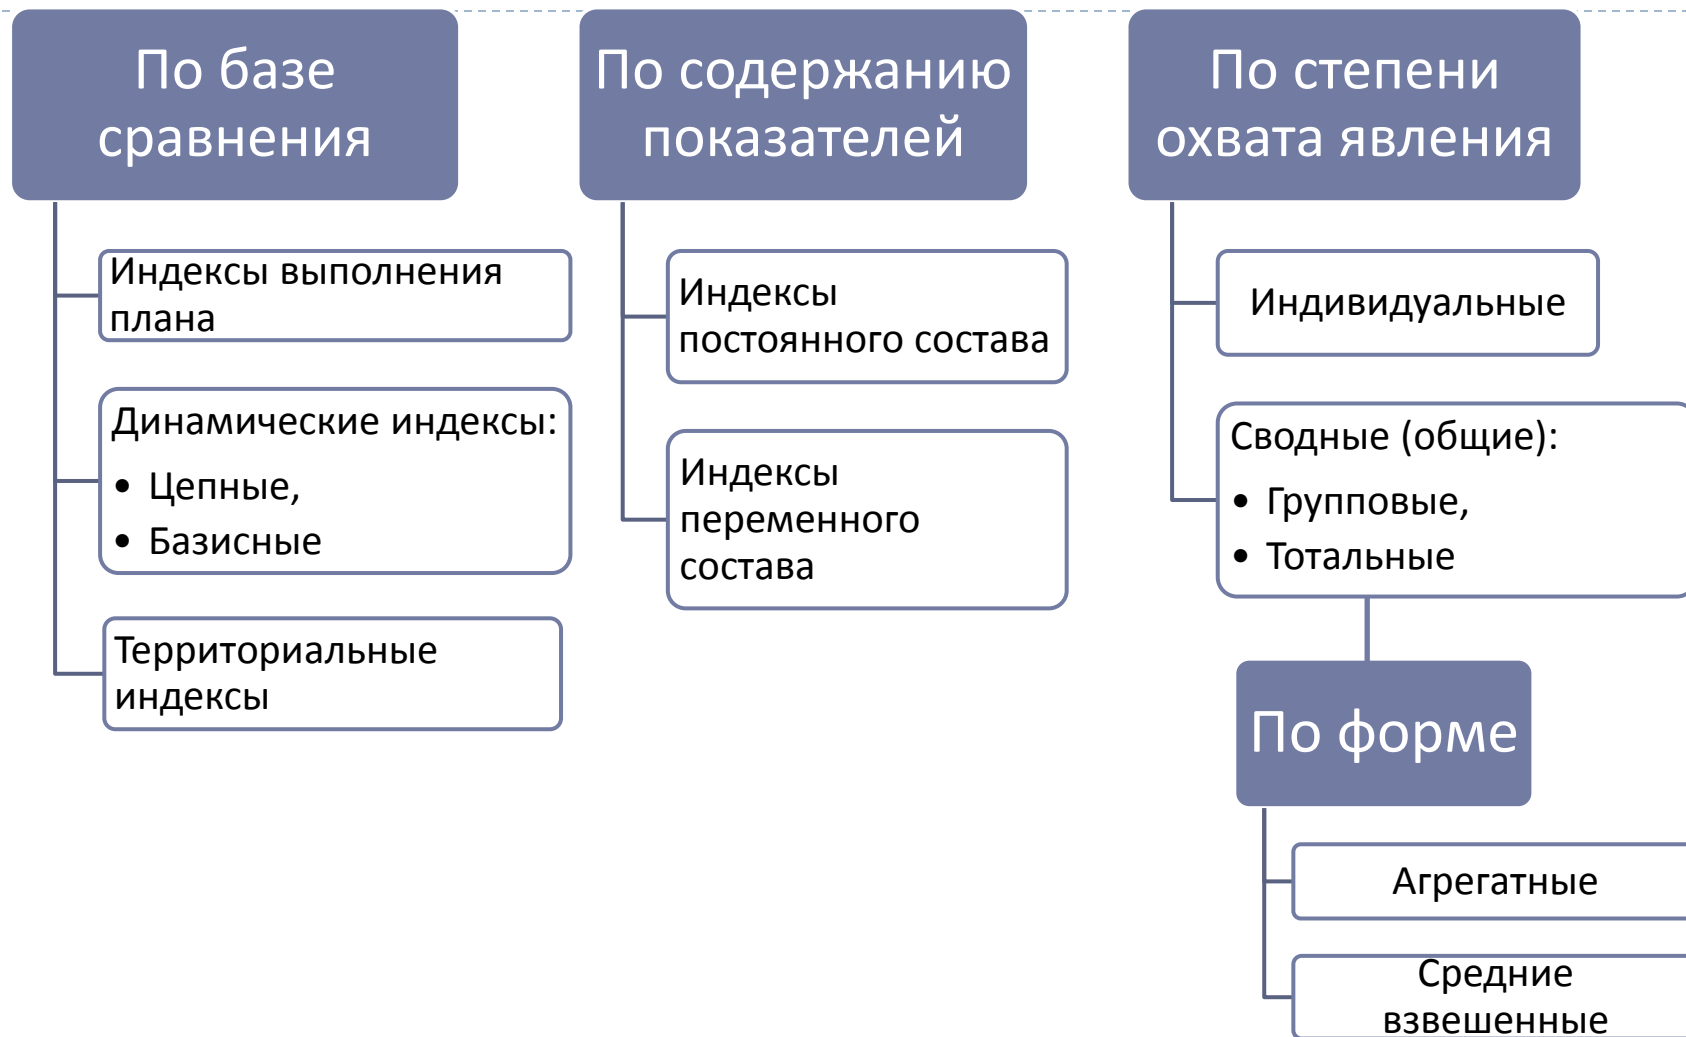 По базе
сравнения
Индексы выполнения
плана
Динамические индексы:
• Цепные,
• Базисные
Территориальные
индексы
По содержанию
показателей
Индексы
постоянного состава
Индексы
переменного
состава
По степени
охвата явления
Индивидуальные
Сводные (общие):
• Групповые,
• Тотальные
По форме
Агрегатные
Средние
взвешенные